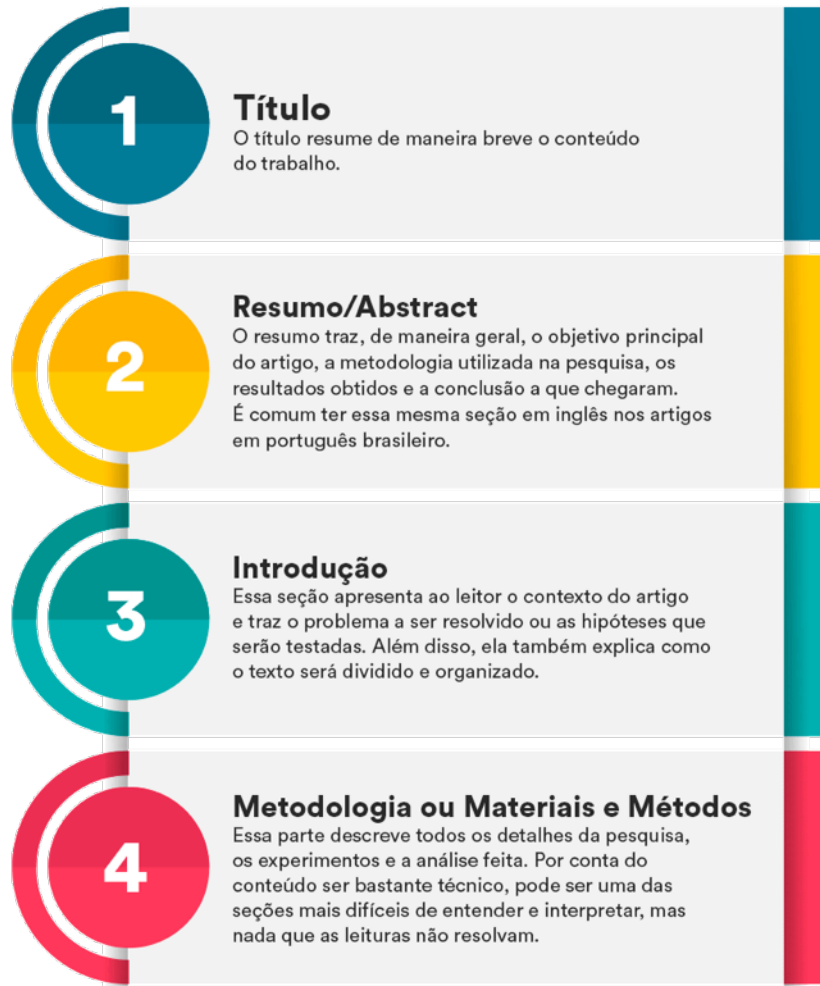 1
Título
O título resume de maneira breve o conteúdo
do trabalho.
2
Resumo/Abstract
O resumo traz, de maneira geral, o objetivo principal
do artigo, a metodologia utilizada na pesquisa, os
resultados obtidos e a conclusão a que chegaram.
É comum ter essa mesma seção em inglês nos artigos
em português brasileiro.
3
Introdução
Essa seção apresenta ao leitor o contexto do artigo
e traz o problema a ser resolvido ou as hipóteses que
serão testadas. Além disso, ela também explica como
o texto será dividido e organizado.
4
Metodologia ou Materiais e Métodos
Essa parte descreve todos os detalhes da pesquisa,
os experimentos e a análise feita. Por conta do
conteúdo ser bastante técnico, pode ser uma das
seções mais difíceis de entender e interpretar, mas
nada que as leituras não resolvam.